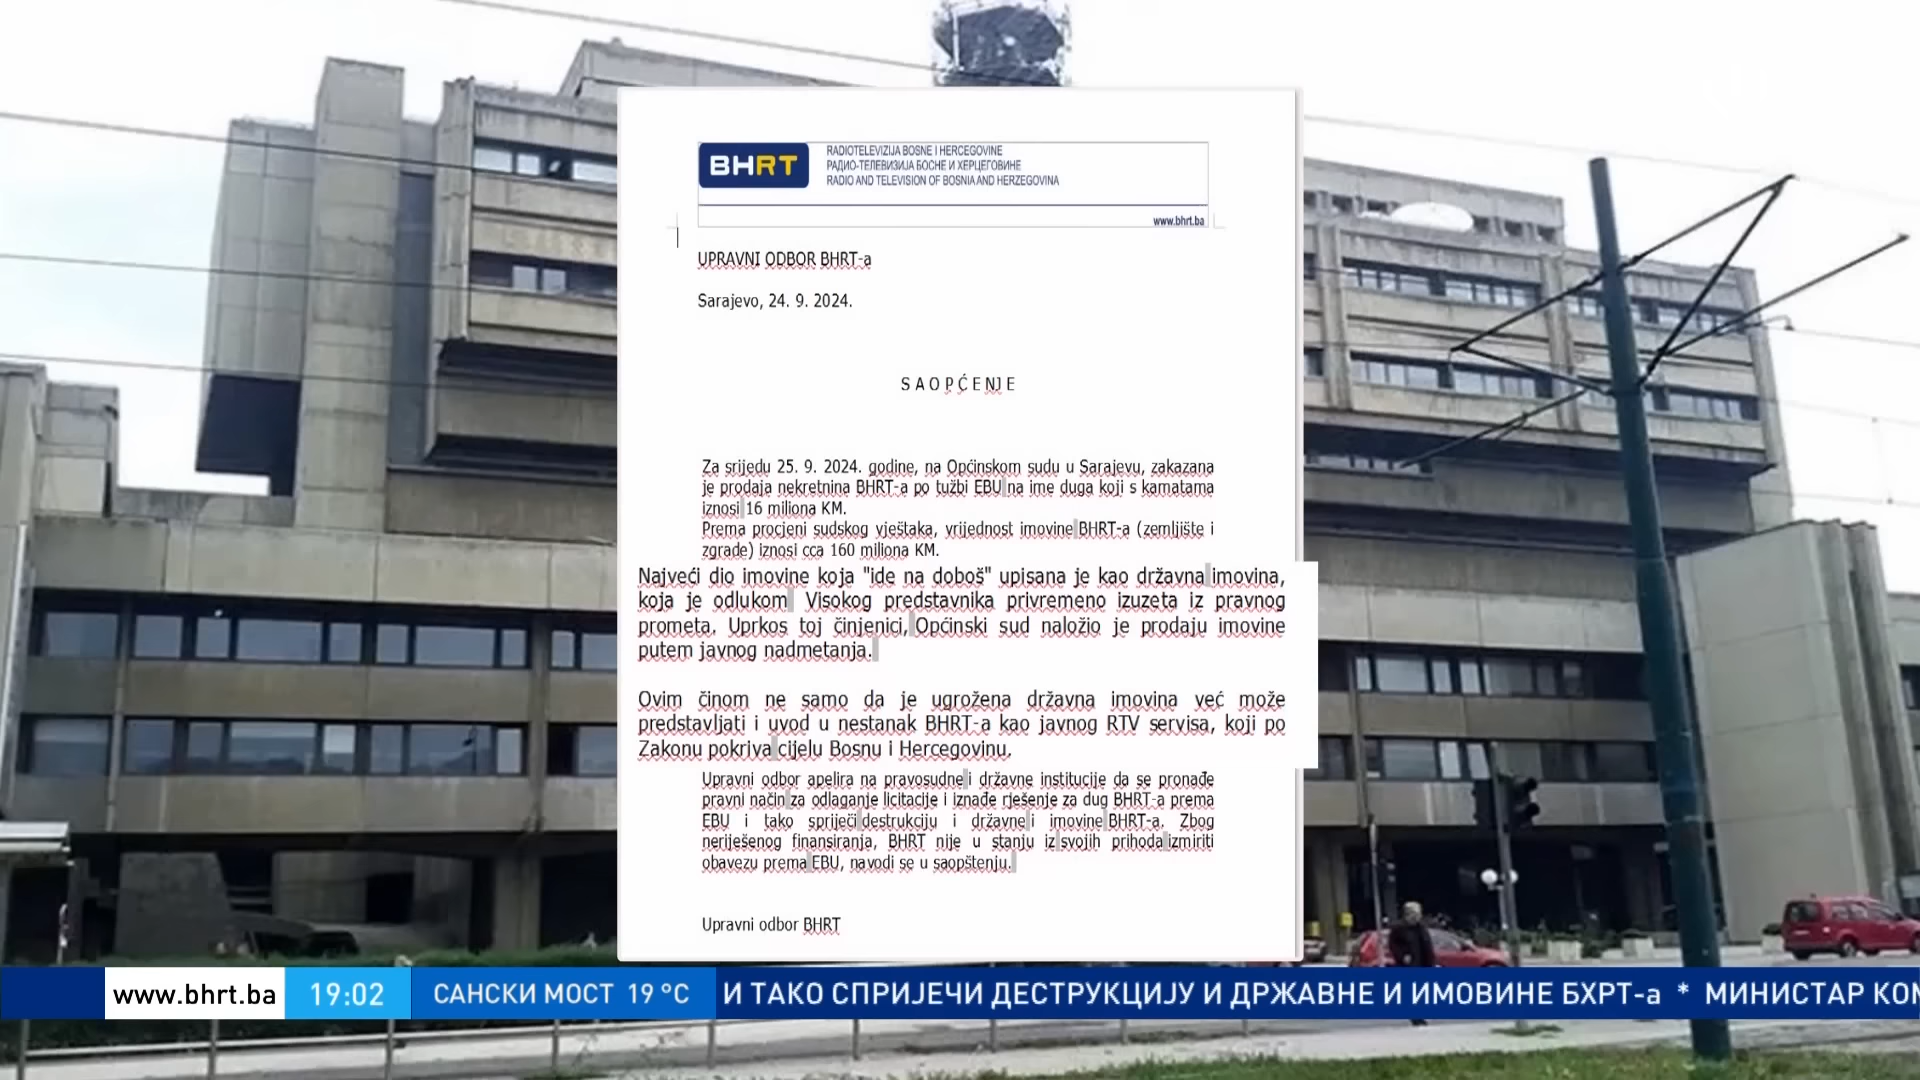 BHRT
RADIOTELEVIZIJA BOSNE I HERCEGOVINE
РАДИО-ТЕЛЕВИЗИЈА БОСНЕ И ХЕРЦЕГОВИНЕ
RADIO AND TELEVISION OF BOSNIA AND HERZEGOVINA
www.bhrt.ba
UPRAVNI ODBOR BHRT-a
Sarajevo, 24. 9. 2024.
SAOPĆENJE
Za srijedu 25. 9. 2024. godine, na Općinskom sudu u Sarajevu, zakazana
je prodaja nekretnina BHRT-a po tužbi EBU na ime duga koji s kamatama
iznosi 16 miliona KM.
Prema procjeni sudskog vještaka, vrijednost imovine BHRT-a (zemljište i
zgrade) iznosi cca 160 miliona KM.
Najveći dio imovine koja "ide na doboš" upisana je kao državna imovina,
koja je odlukom Visokog predstavnika privremeno izuzeta iz pravnog
prometa. Uprkos toj činjenici, Općinski sud naložio je prodaju imovine
putem javnog nadmetanja.
Ovim činom ne samo da je ugrožena državna imovina već može
predstavljati i uvod u nestanak BHRT-a kao javnog RTV servisa, koji po
Zakonu pokriva cijelu Bosnu i Hercegovinu.
Upravni odbor apelira na pravosudne i državne institucije da se pronađe
pravni način za odlaganje licitacije i iznađe rješenje za dug BHRT-a prema
EBU i tako spriječi destrukciju i državne i imovine BHRT-a. Zbog
neriješenog finansiranja, BHRT nije u stanju iz svojih prihoda izmiriti
obavezu prema EBU, navodi se u saopštenju.
Upravni odbor BHRT
www.bhrt.ba 19:02 САНСКИ МОСТ 19 °C И ТАКО СПРИЈЕЧИ ДЕСТРУКЦИЈУ И ДРЖАВНЕ И ИМОВИНЕ БХРТ-а * МИНИСТАР КОМ